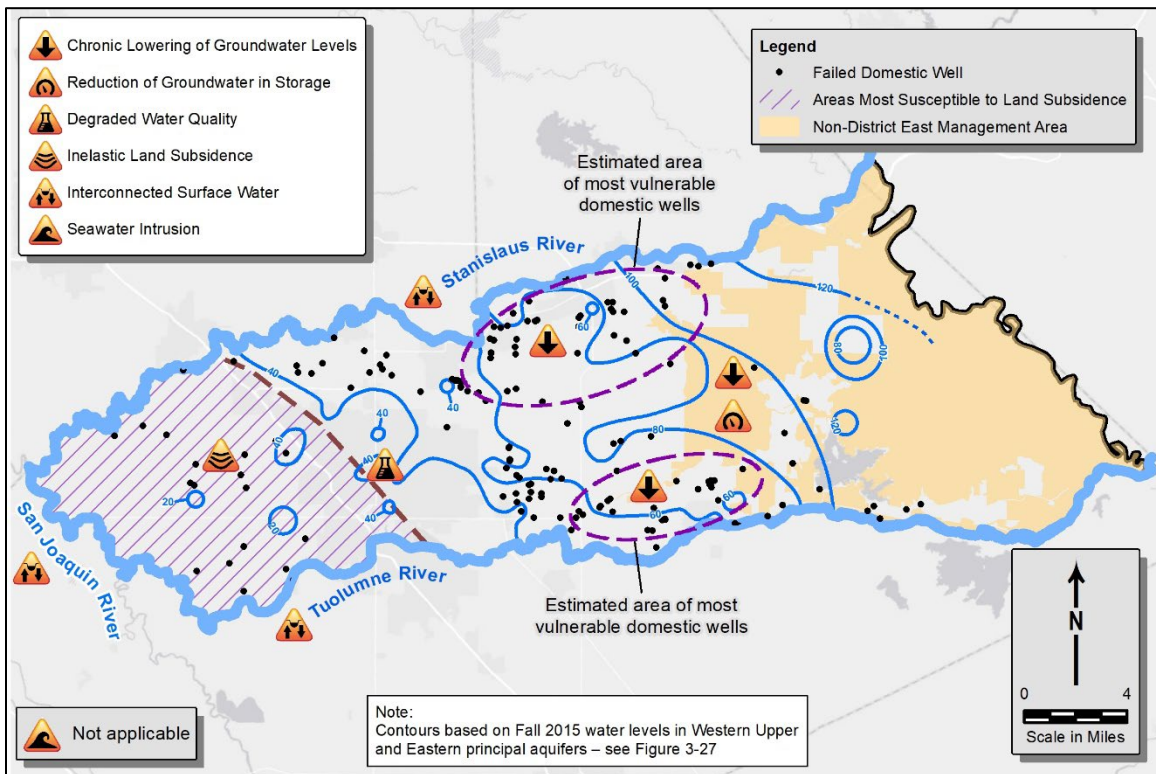 Chronic Lowering of Groundwater Levels
Reduction of Groundwater in Storage
Degraded Water Quality
Inelastic Land Subsidence
Interconnected Surface Water
Seawater Intrusion
Legend
Failed Domestic Well
Areas Most Susceptible to Land Subsidence
Non-District East Management Area
Estimated area
of most vulnerable
domestic wells
Stanislaus River
100
120
60
80
100
40
40
40
120
80
40
40
20
20
40
60
60
San Joaquin River
Tuolumne River
Estimated area of most
vulnerable domestic wells
N
0 4
Scale in Miles
Not applicable
Note:
Contours based on Fall 2015 water levels in Western Upper
and Eastern principal aquifers – see Figure 3-27